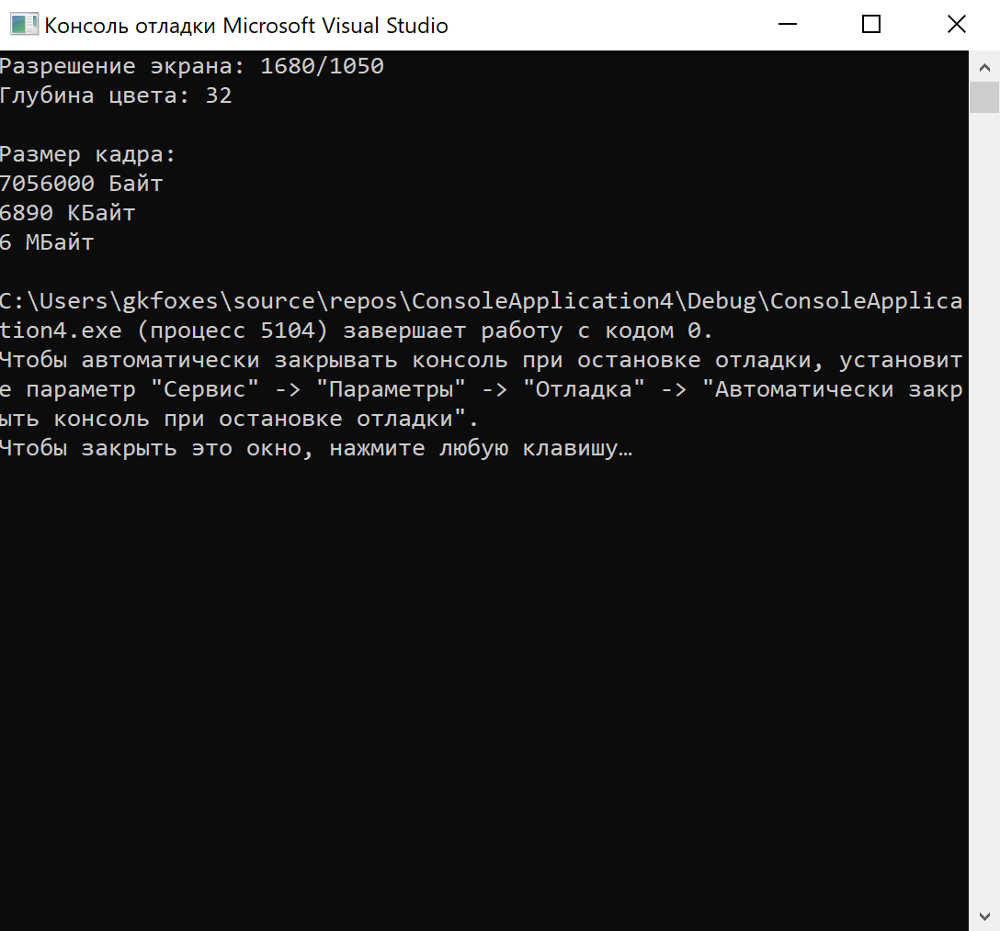 Консоль отладки Microsoft Visual Studio
Разрешение экрана: 1680/1050
Глубина цвета: 32
Размер кадра:
7056000 Байт
6890 КБайт
6 МБайт
C:\Users\gkfoxes\source\repos\ConsoleApplication4\Debug\ConsoleApplica
tion4.exe (процесс 5104) завершает работу с кодом 0.
Чтобы автоматически закрывать консоль при остановке отладки, установит
е параметр "Сервис" -> "Параметры" -> "Отладка" -> "Автоматически закр
ыть консоль при остановке отладки".
Чтобы закрыть это окно, нажмите любую клавишу…